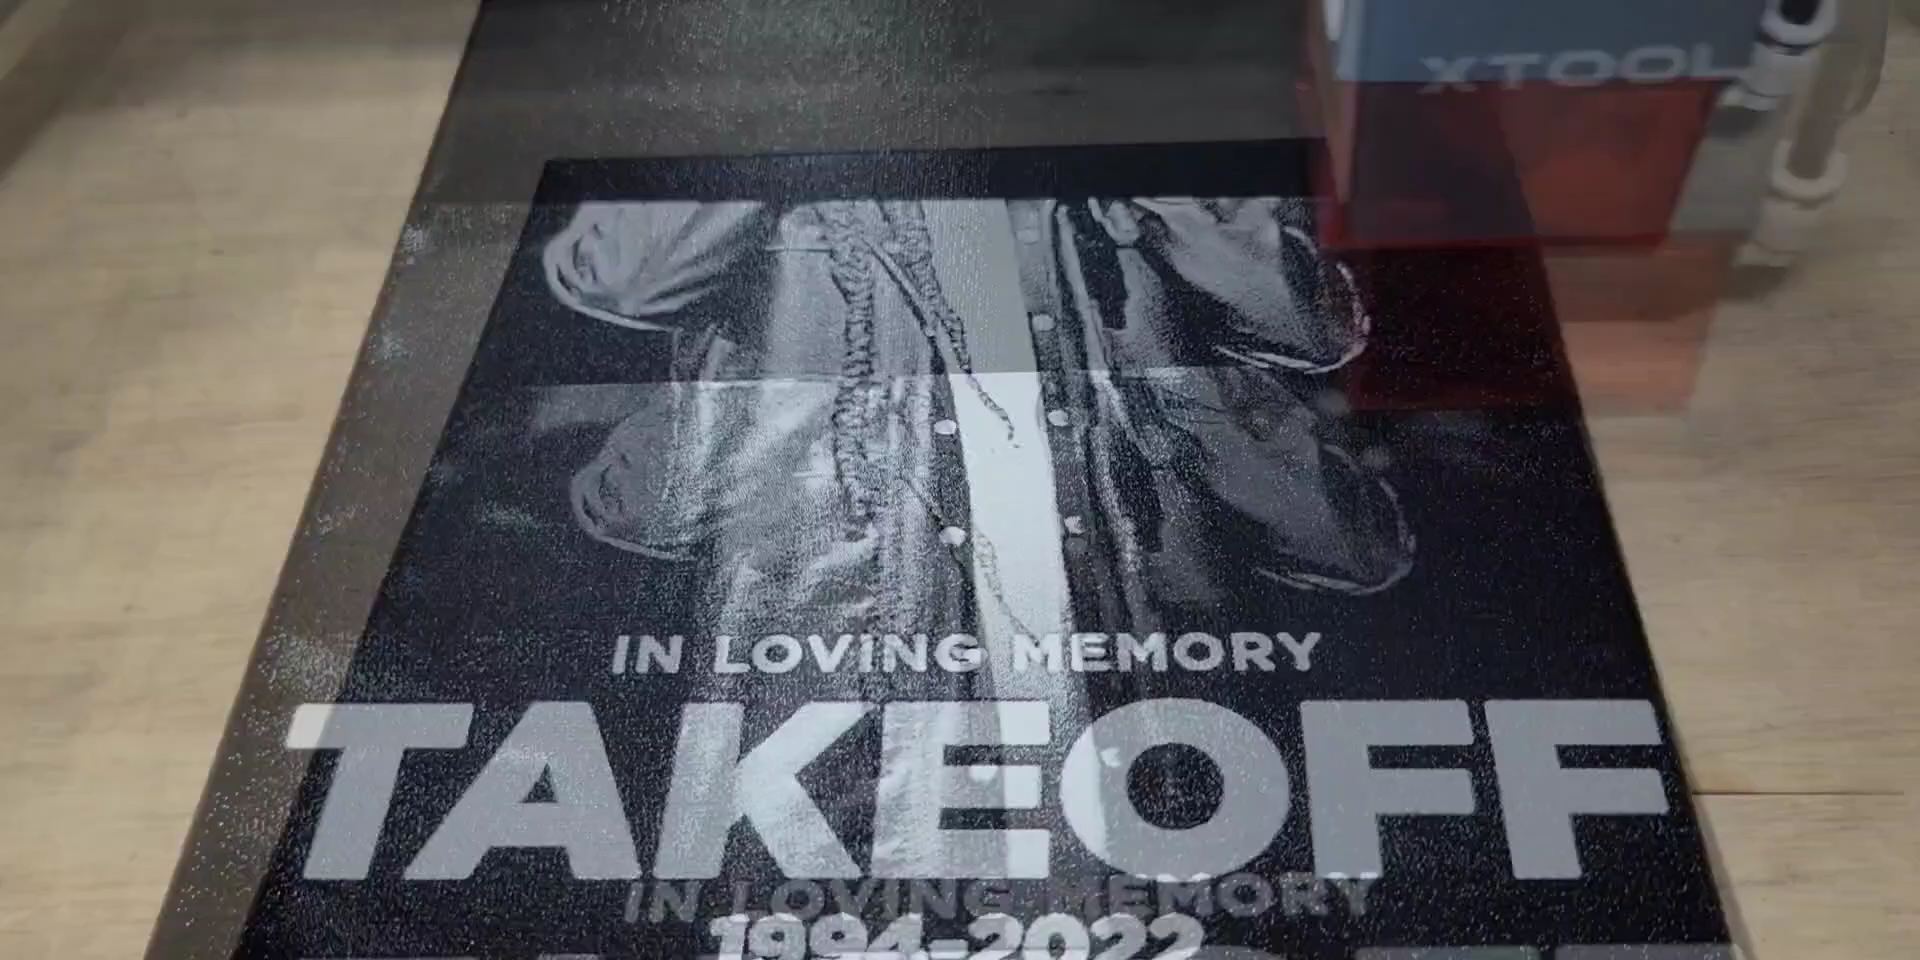 XTOOL
IN LOVING MEMORY
TAKEOFF
IN LOVING MEMORY
1994-2022